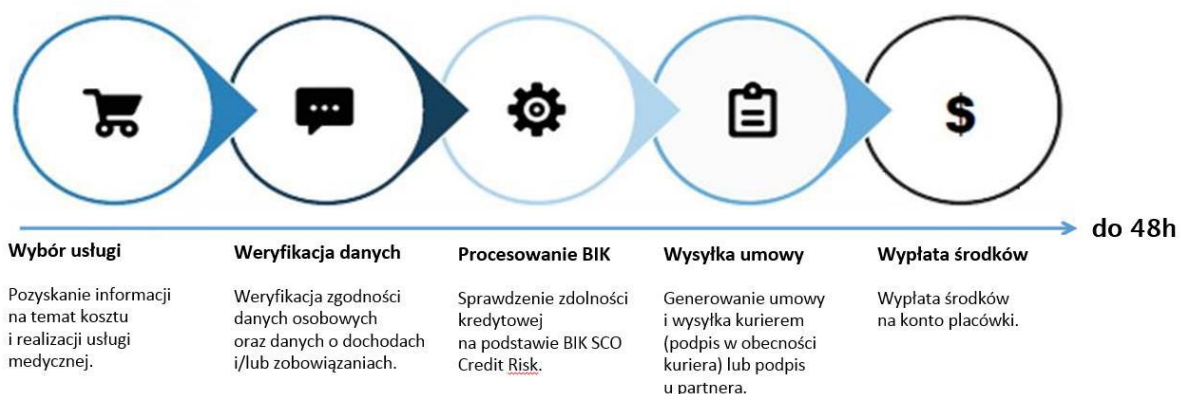 $
do 48h
Wybór usługi
Pozyskanie informacji
na temat kosztu
i realizacji usługi
medycznej.
Weryfikacja danych
Weryfikacja zgodności
danych osobowych
oraz danych o dochodach
i/lub zobowiązaniach.
Procesowanie BIK
Sprawdzenie zdolności
kredytowej
na podstawie BIK SCO
Credit Risk.
Wysyłka umowy
Generowanie umowy
i wysyłka kurierem
(podpis w obecności
kuriera) lub podpis
u partnera.
Wypłata środków
Wypłata środków
na konto placówki.